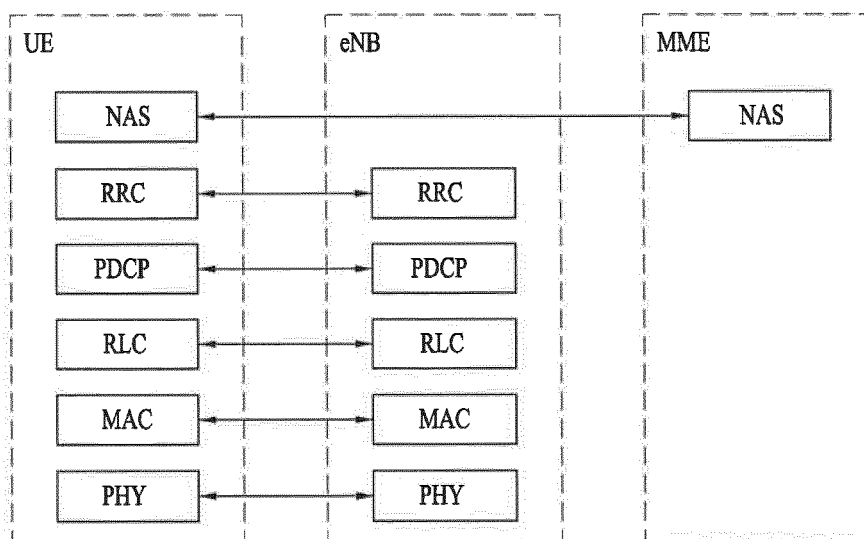 UE
eNB
MME
NAS
NAS
RRC
RRC
PDCP
PDCP
RLC
RLC
MAC
MAC
PHY
PHY